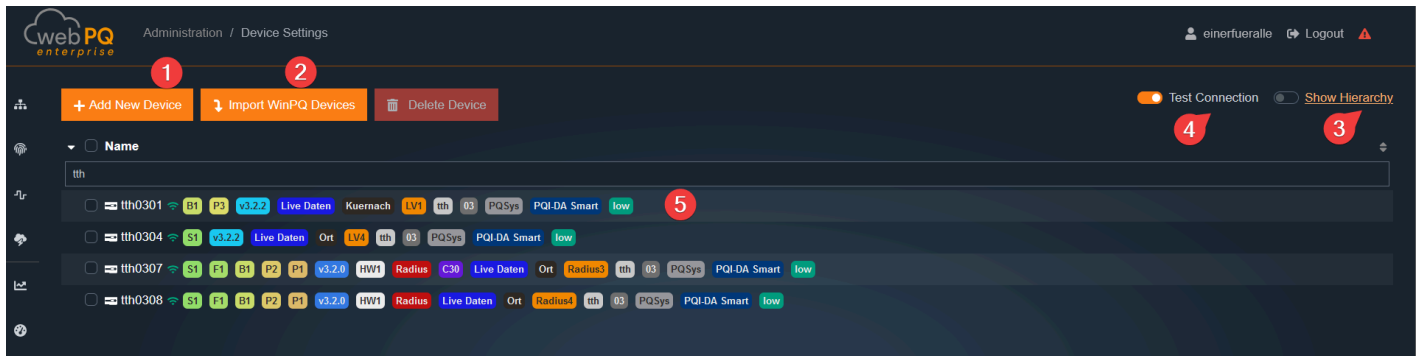 webPQ enterprise
Administration / Device Settings
einerfueralle Logout
1 2
Add New Device Import WinPQ Devices Delete Device
Test Connection Show Hierarchy
4 3
Name
tth
tth0301 B1 P3 v3.2.2 Live Daten Kuernach LV1 tth 03 PQSys PQI-DA Smart low 5
tth0304 S1 v3.2.2 Live Daten Ort LV4 tth 03 PQSys PQI-DA Smart low
tth0307 S1 F1 B1 P2 P1 v3.2.0 HW1 Radius C30 Live Daten Ort Radius3 tth 03 PQSys PQI-DA Smart low
tth0308 S1 F1 B1 P2 P1 v3.2.0 HW1 Radius Live Daten Ort Radius4 tth 03 PQSys PQI-DA Smart low